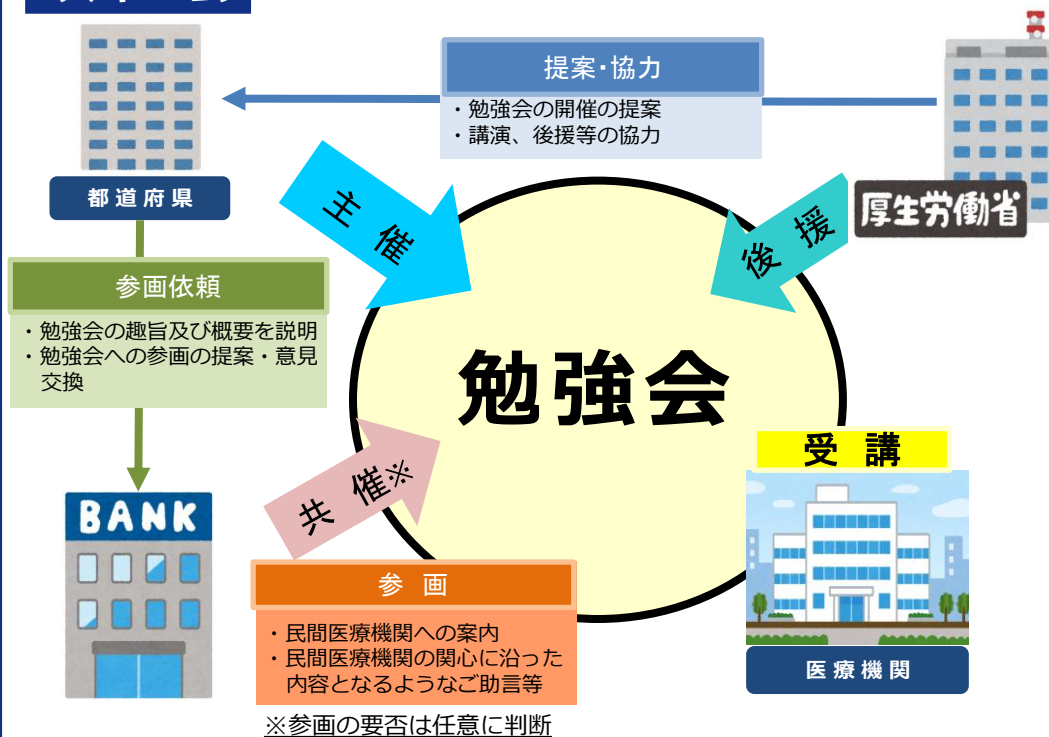 提案・協力
・勉強会の開催の提案
・講演、後援等の協力
都道府県
厚生労働省
主催
後援
参画依頼
・勉強会の趣旨及び概要を説明
・勉強会への参画の提案・意見
交換
勉強会
受講
共催※
BANK
参画
・民間医療機関への案内
・民間医療機関の関心に沿った
内容となるようなご助言等
医療機関
※参画の要否は任意に判断